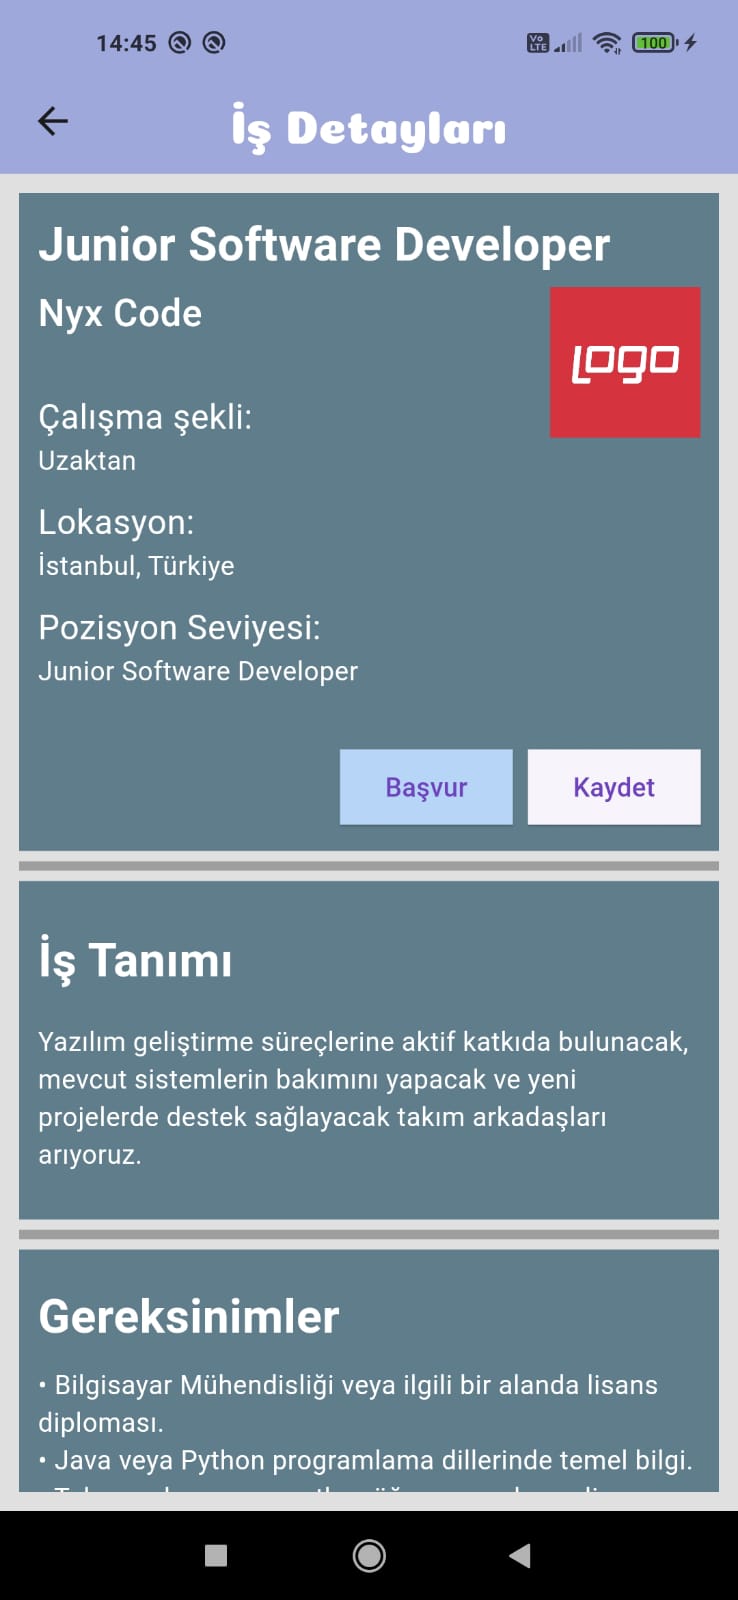 14:45
Vo LTE
100
İş Detayları
Junior Software Developer
Nyx Code
LOGO
Çalışma şekli:
Uzaktan
Lokasyon:
İstanbul, Türkiye
Pozisyon Seviyesi:
Junior Software Developer
Başvur
Kaydet
İş Tanımı
Yazılım geliştirme süreçlerine aktif katkıda bulunacak,
mevcut sistemlerin bakımını yapacak ve yeni
projelerde destek sağlayacak takım arkadaşları
arıyoruz.
Gereksinimler
• Bilgisayar Mühendisliği veya ilgili bir alanda lisans
diploması.
• Java veya Python programlama dillerinde temel bilgi.